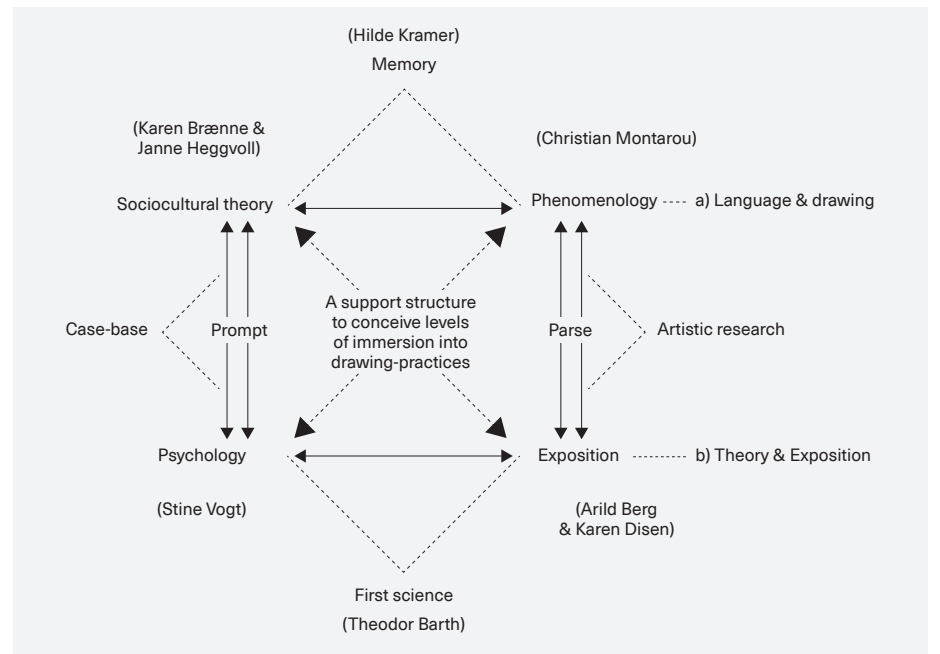 (Hilde Kramer)
Memory
(Karen Brænne &
Janne Heggvoll)
(Christian Montarou)
Sociocultural theory
Phenomenology
a) Language & drawing
A support structure
to conceive levels
of immersion into
drawing-practices
Case-base
Prompt
Parse
Artistic research
Psychology
Exposition
b) Theory & Exposition
(Stine Vogt)
(Arild Berg
& Karen Disen)
First science
(Theodor Barth)